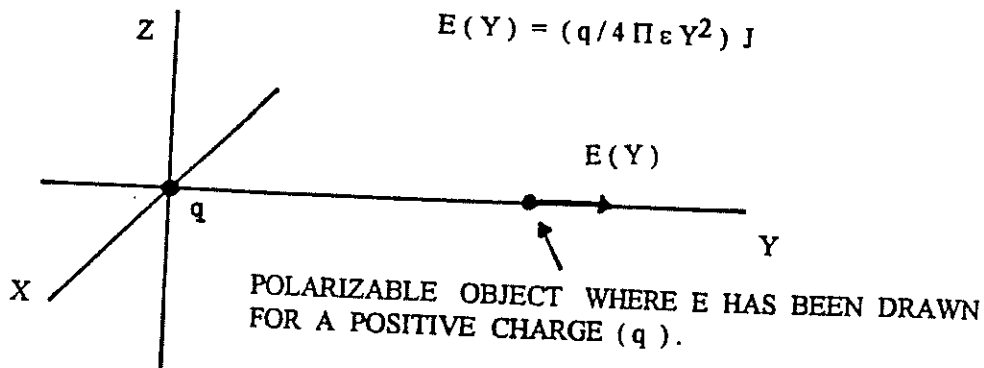 Z
E(Y) = (q/4Πε Y²) J
E(Y)
q
Y
X
POLARIZABLE OBJECT WHERE E HAS BEEN DRAWN
FOR A POSITIVE CHARGE (q).